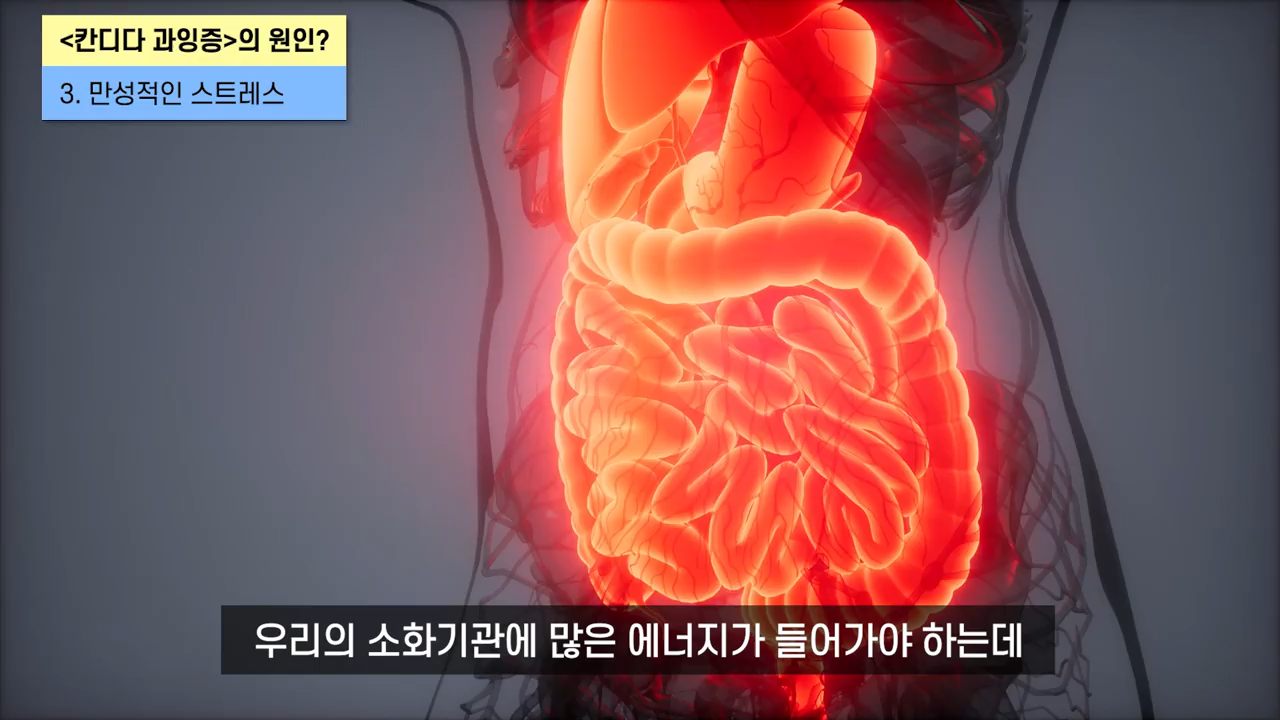 <칸디다 과잉증>의 원인?
3. 만성적인 스트레스
우리의 소화기관에 많은 에너지가 들어가야 하는데